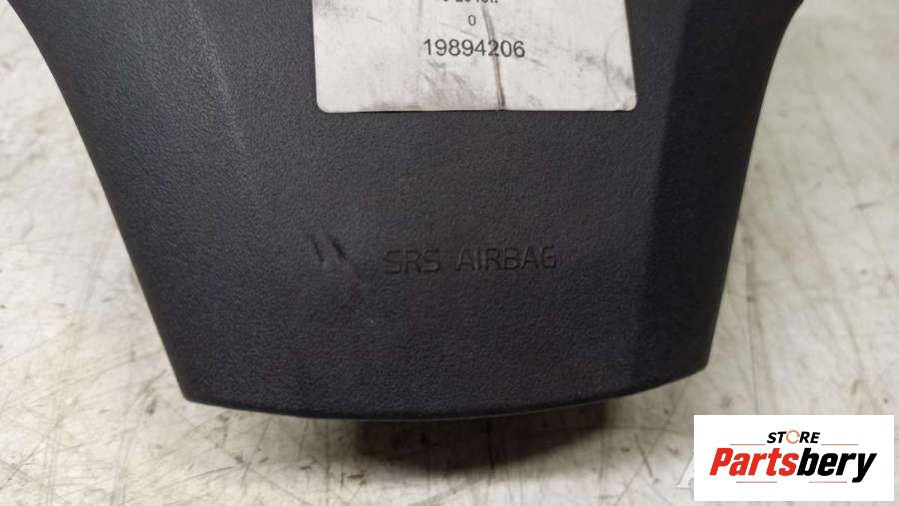 0
19894206
SRS AIRBAG
STORE
Partsbery